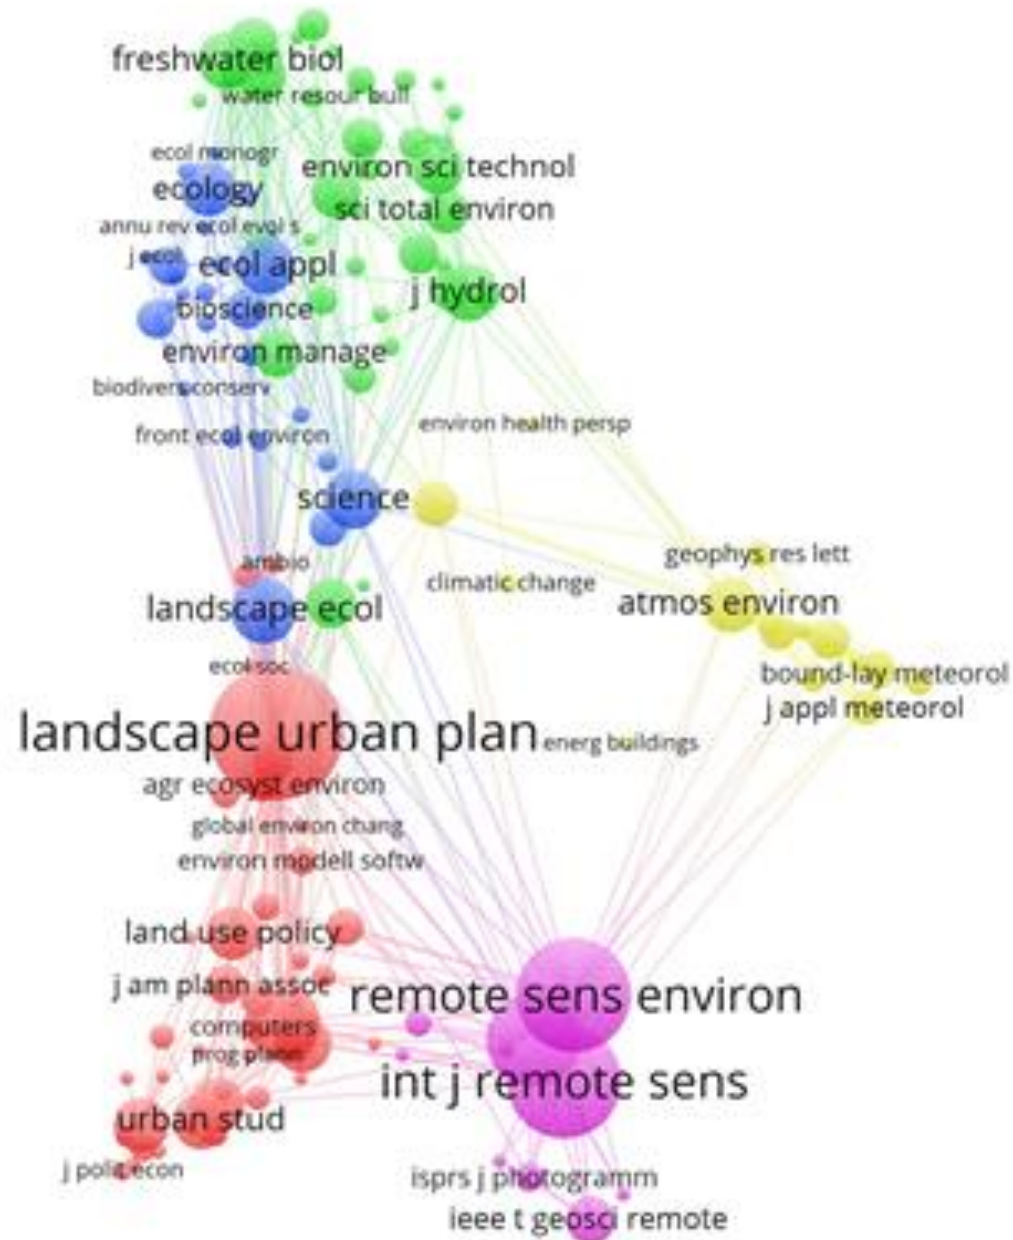 freshwater biol
water resour bull
ecol monogr
environ sci technol
ecology
sci total environ
annu rev ecol evol s
j ecol
ecol appl
j hydrol
bioscience
environ manage
biodivers conserv
environ health persp
front ecol environ
science
geophys res lett
ambio
climatic change
atmos environ
landscape ecol
ecol soc
bound-lay meteorol
j appl meteorol
landscape urban plan
energ buildings
agr ecosyst environ
global environ chang
environ modell softw
land use policy
j am plann assoc
remote sens environ
computers
prog plann
int j remote sens
urban stud
j polit econ
isprs j photogramm
ieee t geosci remote